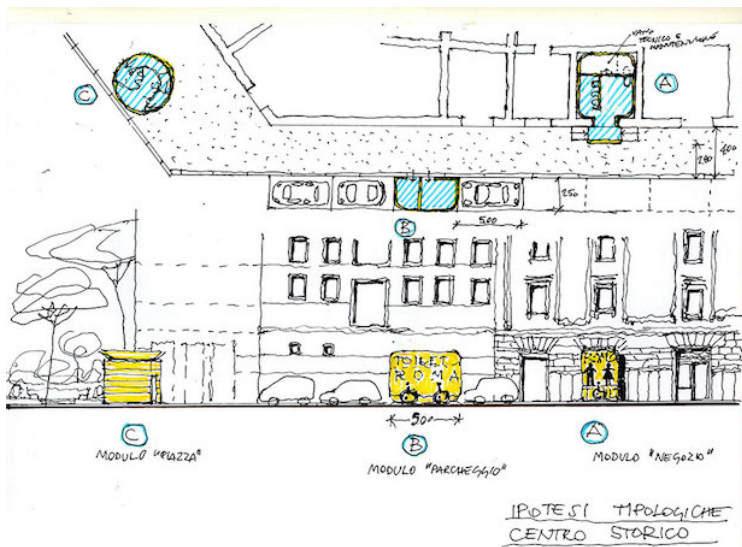 VANO
TECNICO E
MANUTENZIONE
C
A
280
400
250
B
500
TOILET
ROMA
500
C
B
A
MODULO "PIAZZA"
MODULO "PARCHEGGIO"
MODULO "NEGOZIO"
IPOTESI TIPOLOGICHE
CENTRO STORICO